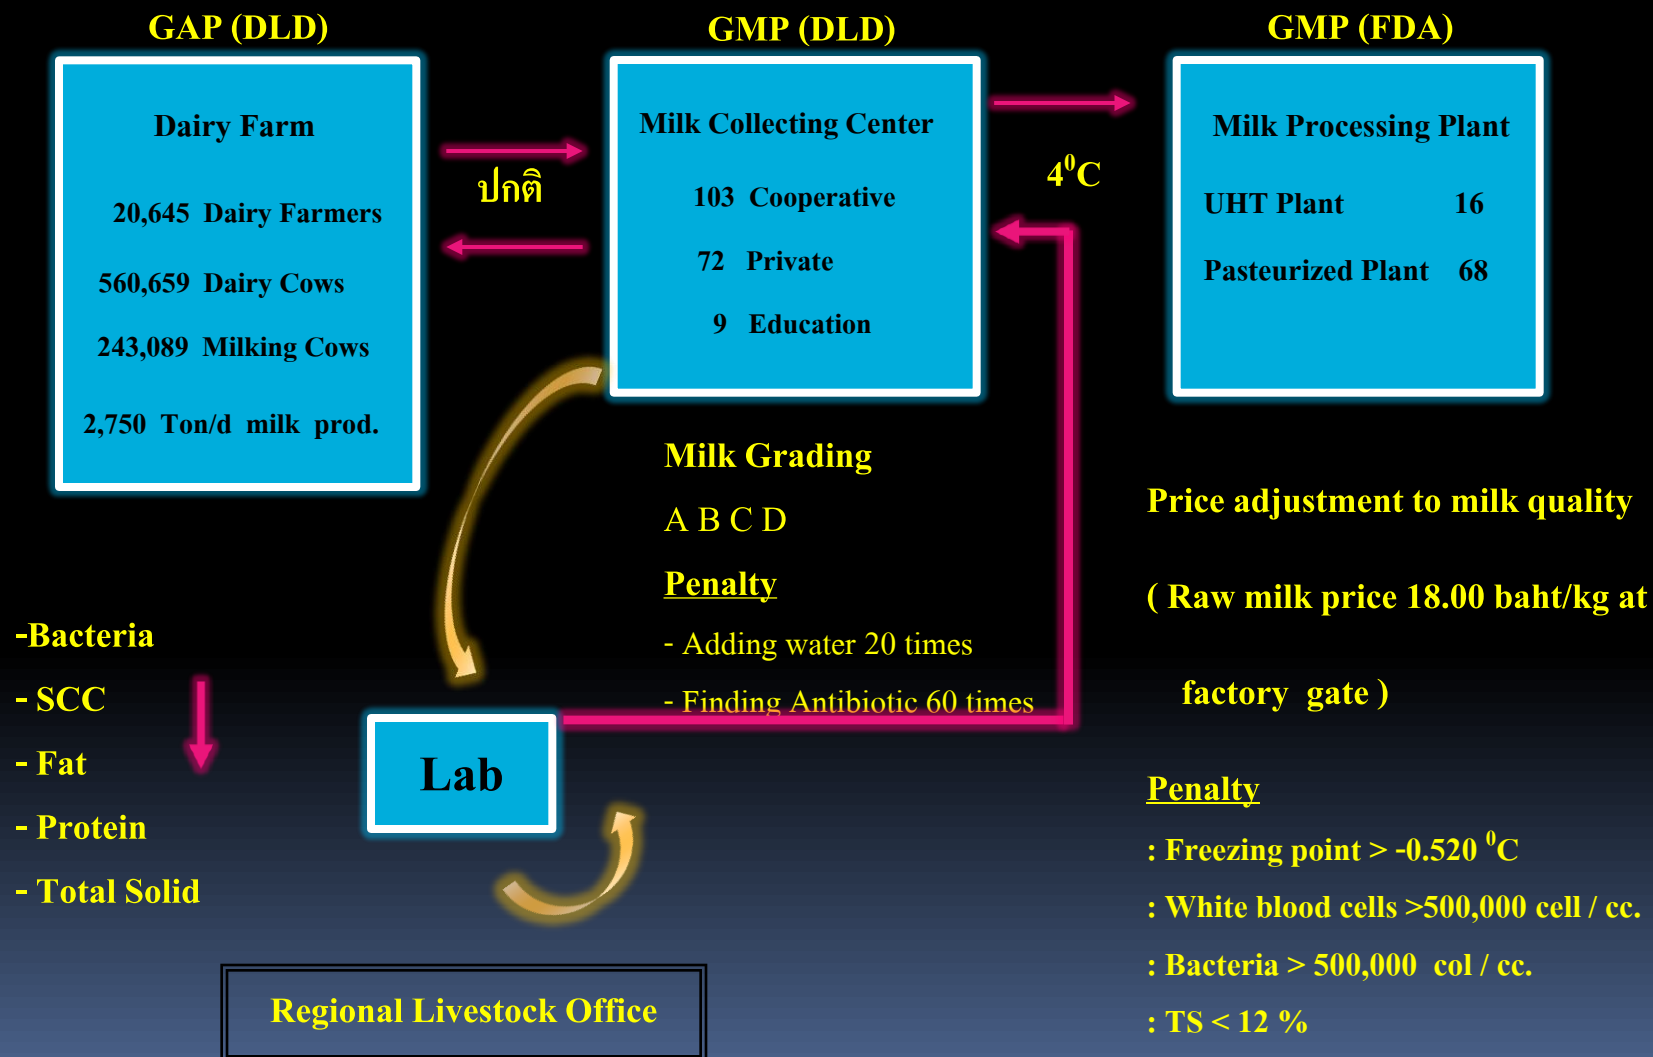 GAP (DLD)
Dairy Farm
20,645 Dairy Farmers
560,659 Dairy Cows
243,089 Milking Cows
2,750 Ton/d milk prod.
ปกติ
GMP (DLD)
Milk Collecting Center
103 Cooperative
72 Private
9 Education
4⁰C
GMP (FDA)
Milk Processing Plant
UHT Plant 16
Pasteurized Plant 68
Milk Grading
A B C D
Penalty
- Adding water 20 times
- Finding Antibiotic 60 times
-Bacteria
- SCC
- Fat
- Protein
- Total Solid
Lab
Regional Livestock Office
Price adjustment to milk quality
( Raw milk price 18.00 baht/kg at
factory gate )
Penalty
: Freezing point > -0.520 ⁰C
: White blood cells >500,000 cell / cc.
: Bacteria > 500,000 col / cc.
: TS < 12 %